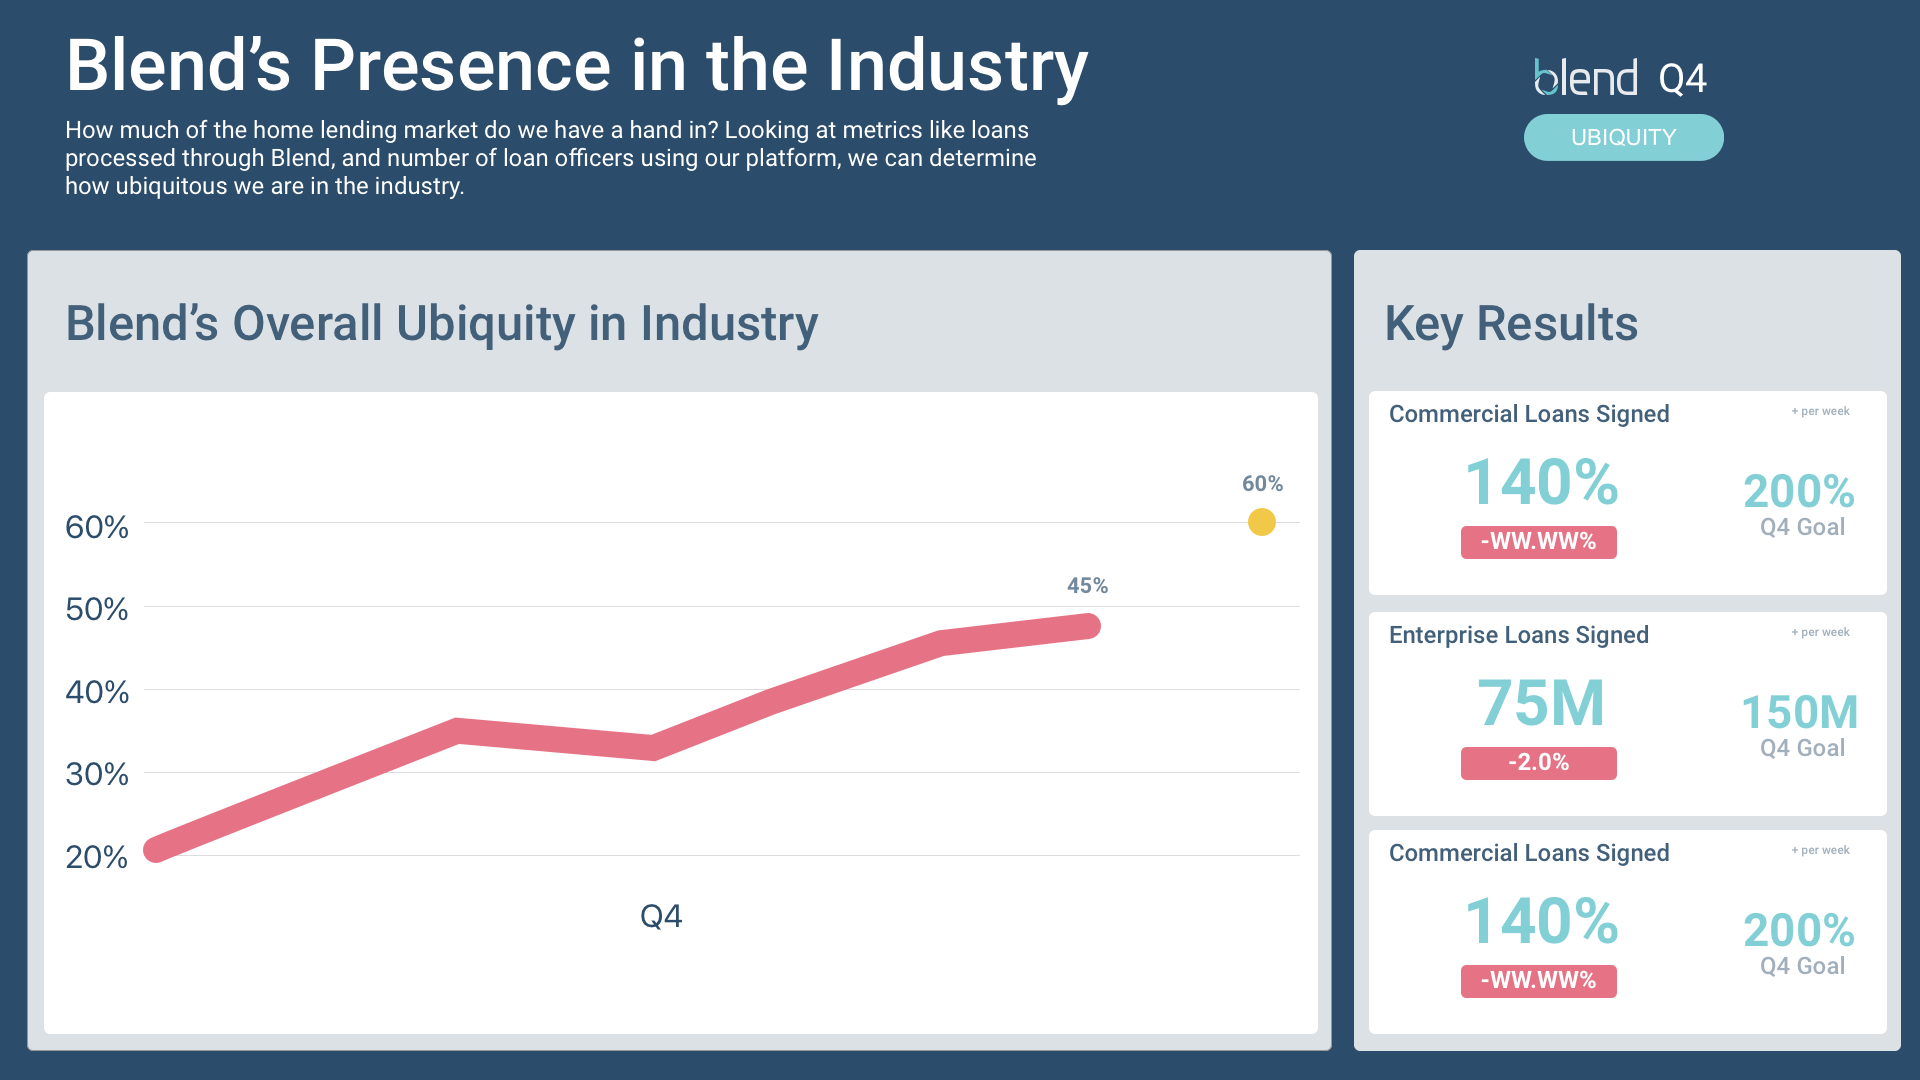 Blend’s Presence in the Industry
How much of the home lending market do we have a hand in? Looking at metrics like loans
processed through Blend, and number of loan officers using our platform, we can determine
how ubiquitous we are in the industry.
blend Q4
UBIQUITY
Blend’s Overall Ubiquity in Industry
60%
60%
45%
50%
40%
30%
20%
Q4
Key Results
Commercial Loans Signed
+ per week
140%
200%
-WW.WW%
Q4 Goal
Enterprise Loans Signed
+ per week
75M
150M
-2.0%
Q4 Goal
Commercial Loans Signed
+ per week
140%
200%
-WW.WW%
Q4 Goal